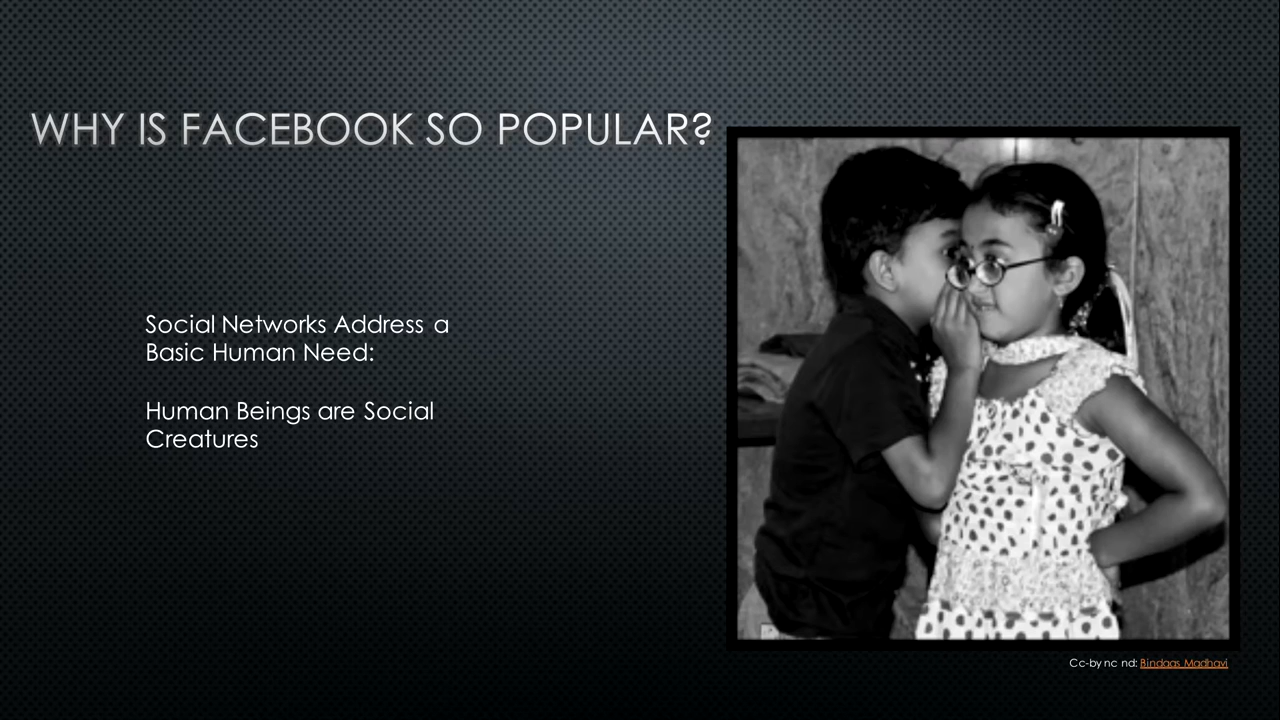 WHY IS FACEBOOK SO POPULAR?
Social Networks Address a
Basic Human Need:
Human Beings are Social
Creatures
Cc-by nc nd: Bindaas Madhavi